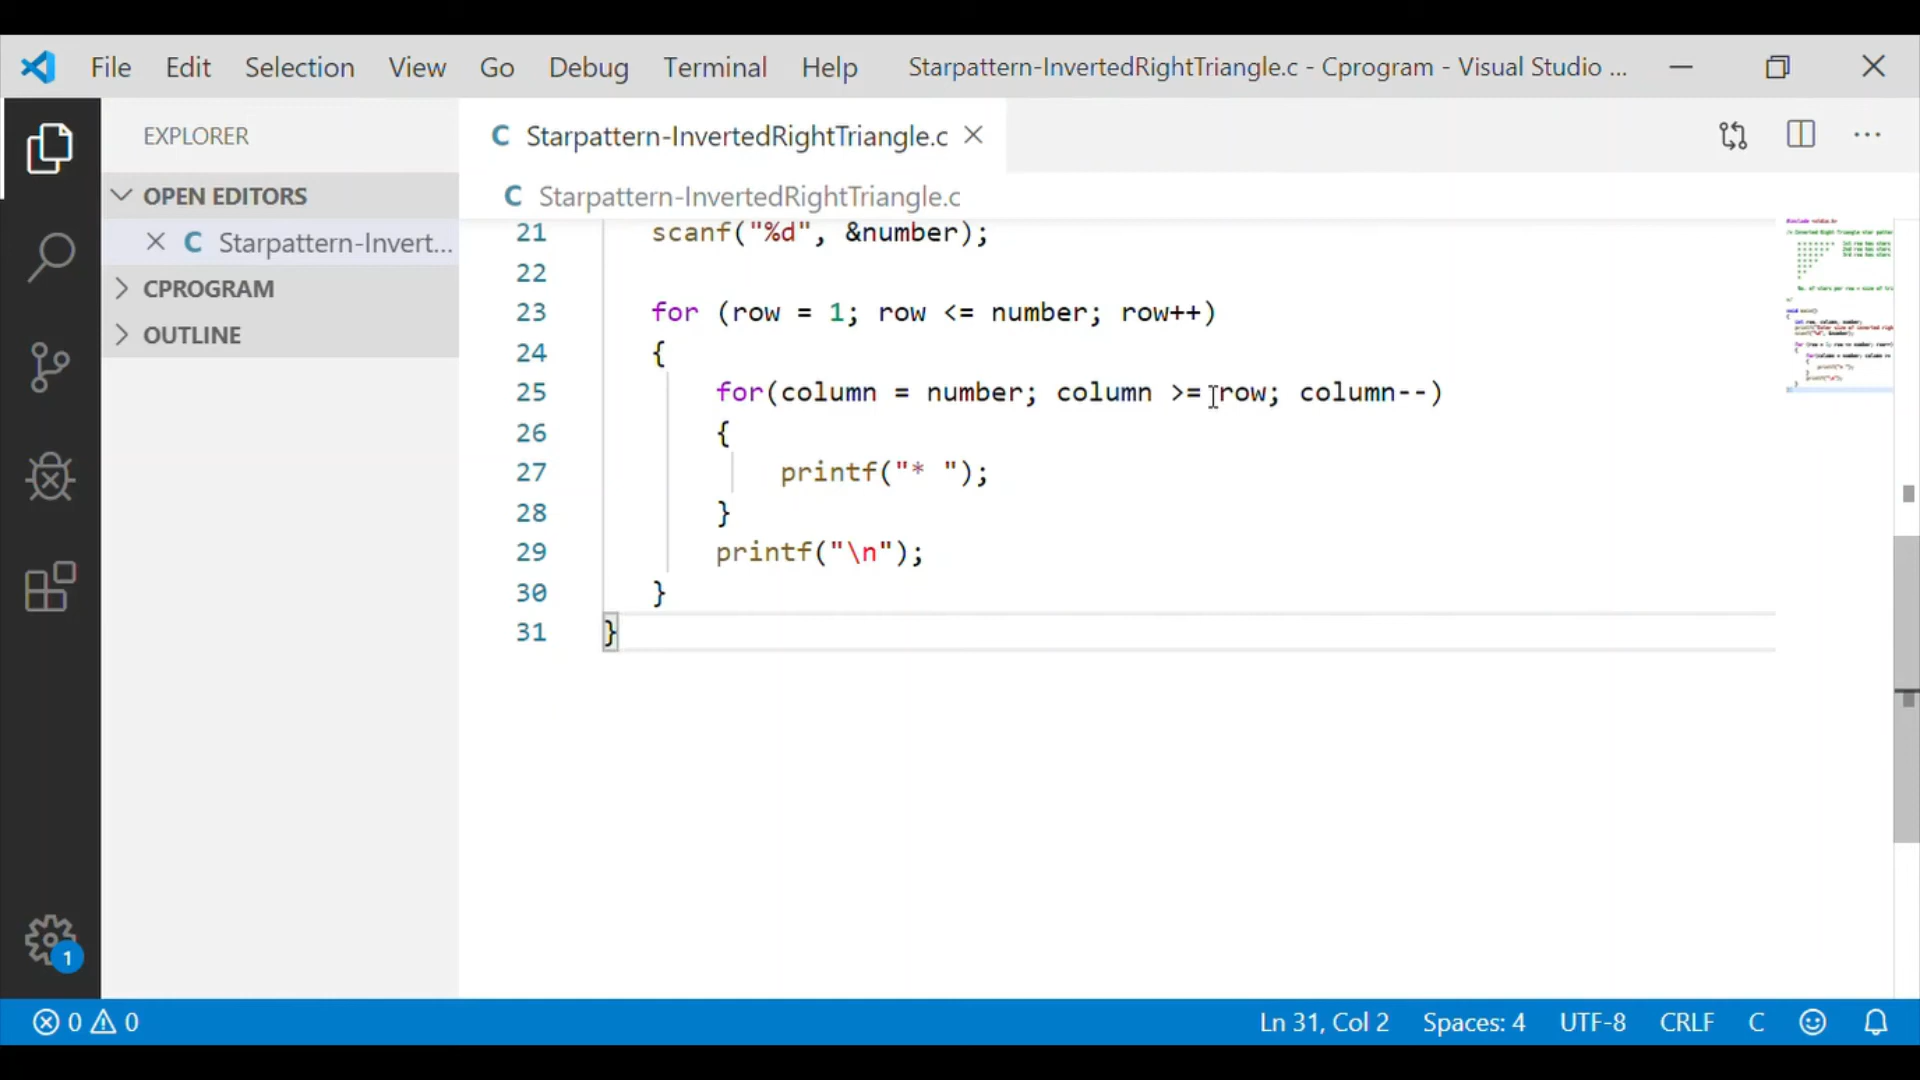 File Edit Selection View Go Debug Terminal Help Starpattern-InvertedRightTriangle.c - Cprogram - Visual Studio ...
EXPLORER
OPEN EDITORS
C Starpattern-Invert...
CPROGRAM
OUTLINE
1
C Starpattern-InvertedRightTriangle.c
C Starpattern-InvertedRightTriangle.c
21 scanf("%d", &number);
22
23 for (row = 1; row <= number; row++)
24 {
25 for(column = number; column >= row; column--)
26 {
27 printf("* ");
28 }
29 printf("\n");
30 }
31 }
0 0 Ln 31, Col 2 Spaces: 4 UTF-8 CRLF C